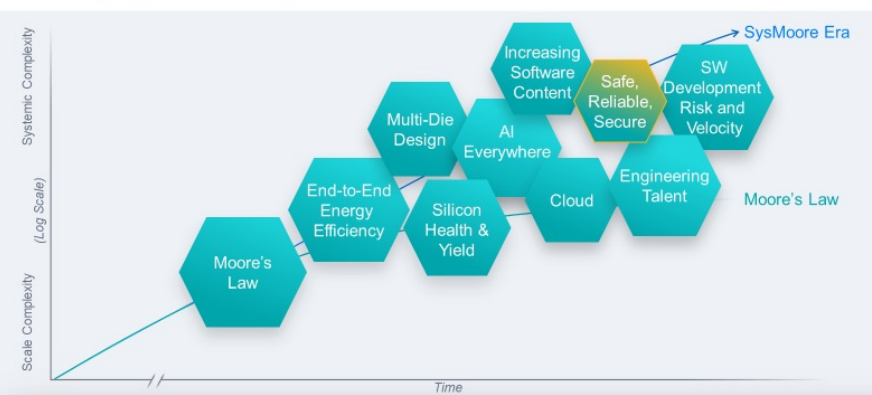 Systemic Complexity
(Log Scale)
Scale Complexity
SysMoore Era
Increasing
Software
Content
Safe,
Reliable,
Secure
SW
Development
Risk and
Velocity
Multi-Die
Design
AI
Everywhere
End-to-End
Energy
Efficiency
Silicon
Health &
Yield
Cloud
Engineering
Talent
Moore's Law
Moore's
Law
Time